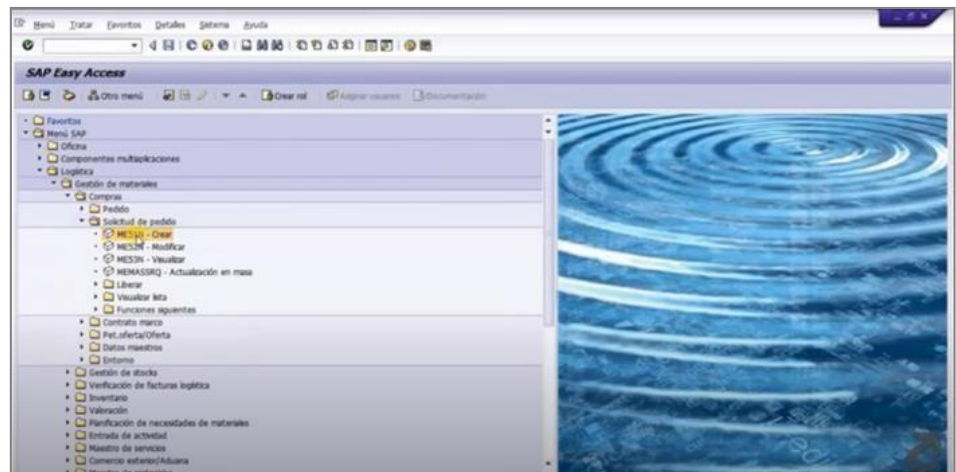 Menú Tratar Favoritos Detalles Sistema Ayuda
SAP Easy Access
Otro menú Crear rol Asignar usuarios Documentación
Favoritos
Menú SAP
Oficina
Componentes multiaplicaciones
Logística
Gestión de materiales
Compras
Pedido
Solicitud de pedido
ME51N - Crear
ME52N - Modificar
ME53N - Visualizar
MEMASSRQ - Actualización en masa
Liberar
Visualizar lista
Funciones siguientes
Contrato marco
Pet.oferta/Oferta
Datos maestros
Entorno
Gestión de stocks
Verificación de facturas logística
Inventario
Valoración
Planificación de necesidades de materiales
Entrada de actividad
Maestro de servicios
Comercio exterior/Aduana